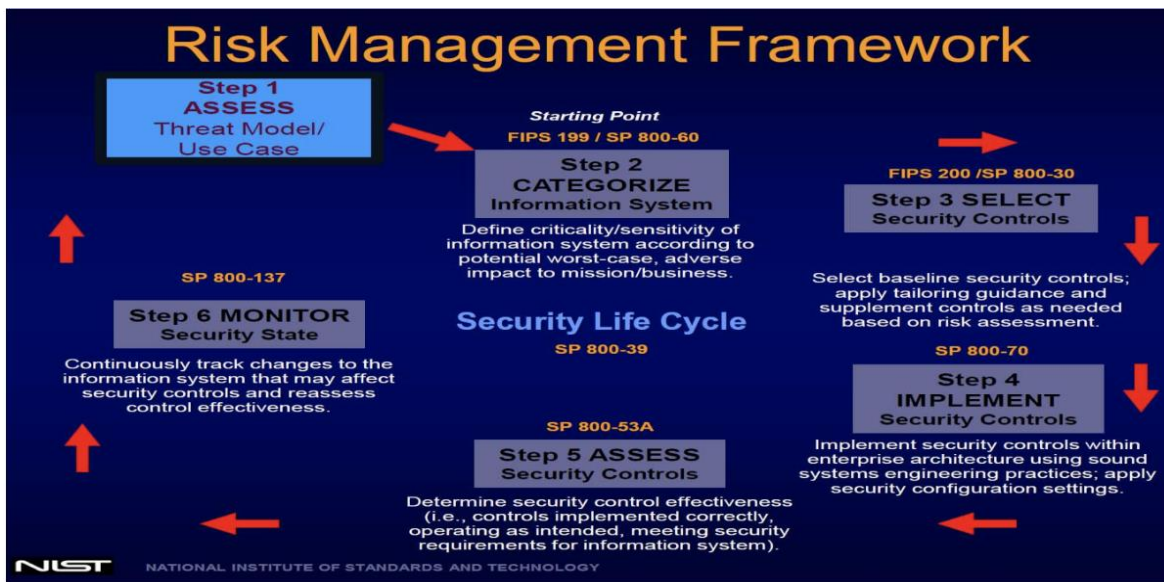 Risk Management Framework
Step 1
ASSESS
Threat Model/
Use Case
Starting Point
FIPS 199 / SP 800-60
Step 2
CATEGORIZE
Information System
Define criticality/sensitivity of
information system according to
potential worst-case, adverse
impact to mission/business.
FIPS 200 /SP 800-30
Step 3 SELECT
Security Controls
Select baseline security controls;
apply tailoring guidance and
supplement controls as needed
based on risk assessment.
SP 800-70
Step 4
IMPLEMENT
Security Controls
Implement security controls within
enterprise architecture using sound
systems engineering practices; apply
security configuration settings.
SP 800-53A
Step 5 ASSESS
Security Controls
Determine security control effectiveness
(i.e., controls implemented correctly,
operating as intended, meeting security
requirements for information system).
SP 800-137
Step 6 MONITOR
Security State
Continuously track changes to the
information system that may affect
security controls and reassess
control effectiveness.
Security Life Cycle
SP 800-39
NIST NATIONAL INSTITUTE OF STANDARDS AND TECHNOLOGY